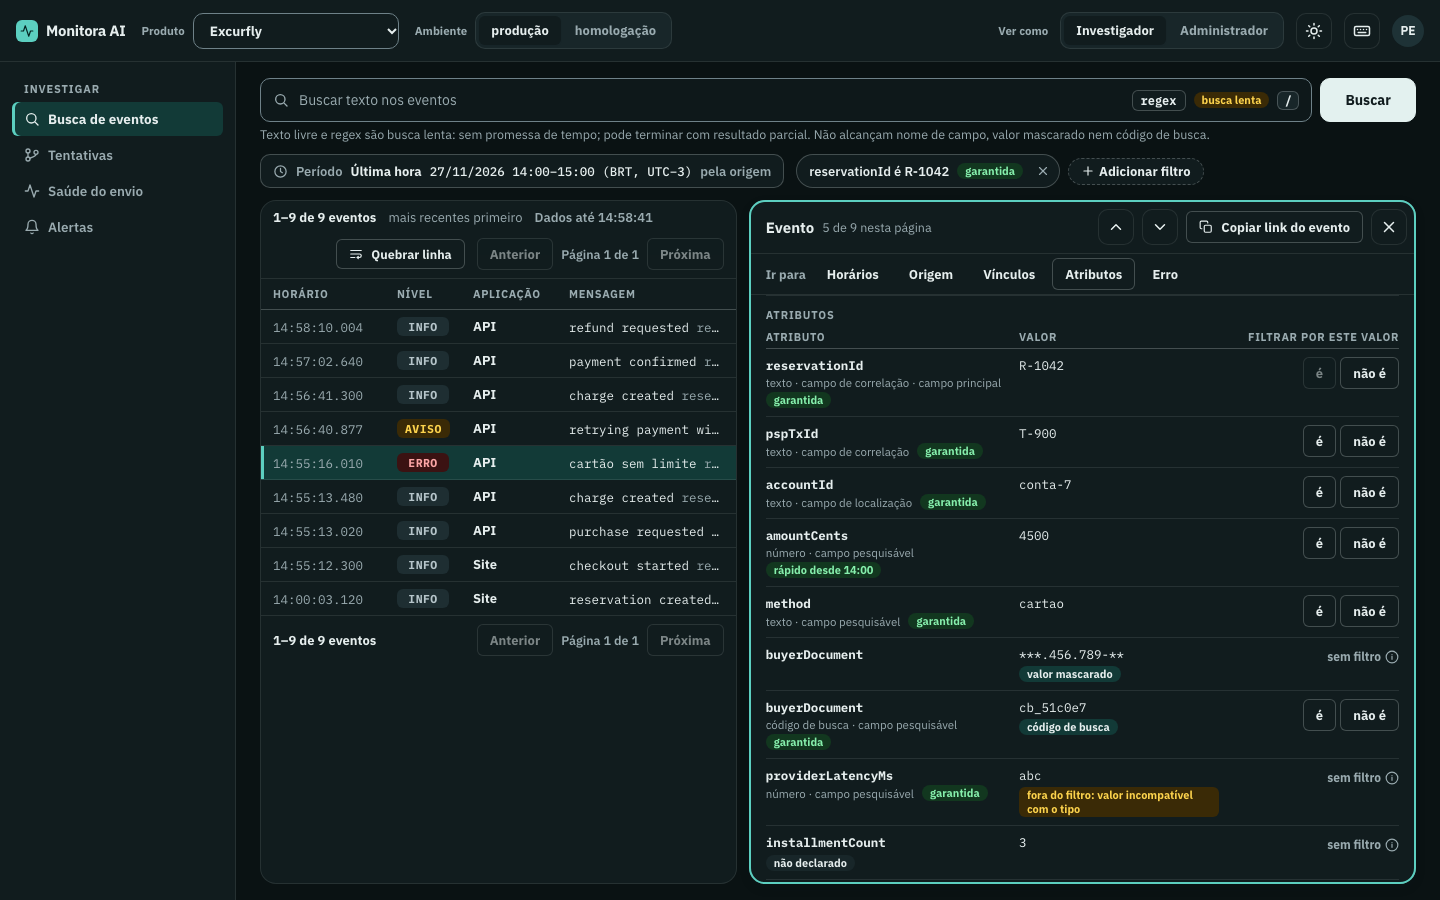 Monitora AI Produto Excurfly Ambiente produção homologação Ver como Investigador Administrador PE
INVESTIGAR
Busca de eventos
Tentativas
Saúde do envio
Alertas
Buscar texto nos eventos regex busca lenta / Buscar
Texto livre e regex são busca lenta: sem promessa de tempo; pode terminar com resultado parcial. Não alcançam nome de campo, valor mascarado nem código de busca.
Período Última hora 27/11/2026 14:00–15:00 (BRT, UTC−3) pela origem reservationId é R-1042 garantida × + Adicionar filtro
1–9 de 9 eventos mais recentes primeiro Dados até 14:58:41
Quebrar linha Anterior Página 1 de 1 Próxima
HORÁRIO NÍVEL APLICAÇÃO MENSAGEM
14:58:10.004 INFO API refund requested re…
14:57:02.640 INFO API payment confirmed r…
14:56:41.300 INFO API charge created rese…
14:56:40.877 AVISO API retrying payment wi…
14:55:16.010 ERRO API cartão sem limite r…
14:55:13.480 INFO API charge created rese…
14:55:13.020 INFO API purchase requested …
14:55:12.300 INFO Site checkout started re…
14:00:03.120 INFO Site reservation created…
1–9 de 9 eventos Anterior Página 1 de 1 Próxima
Evento 5 de 9 nesta página Copiar link do evento
Ir para Horários Origem Vínculos Atributos Erro
ATRIBUTOS
ATRIBUTO VALOR FILTRAR POR ESTE VALOR
reservationId R-1042 é não é
texto · campo de correlação · campo principal
garantida
pspTxId T-900 é não é
texto · campo de correlação garantida
accountId conta-7 é não é
texto · campo de localização garantida
amountCents 4500 é não é
número · campo pesquisável
rápido desde 14:00
method cartao é não é
texto · campo pesquisável garantida
buyerDocument ***.456.789-** sem filtro
valor mascarado
buyerDocument cb_51c0e7 é não é
código de busca · campo pesquisável código de busca
garantida
providerLatencyMs abc sem filtro
número · campo pesquisável garantida fora do filtro: valor incompatível
com o tipo
installmentCount 3 sem filtro
não declarado